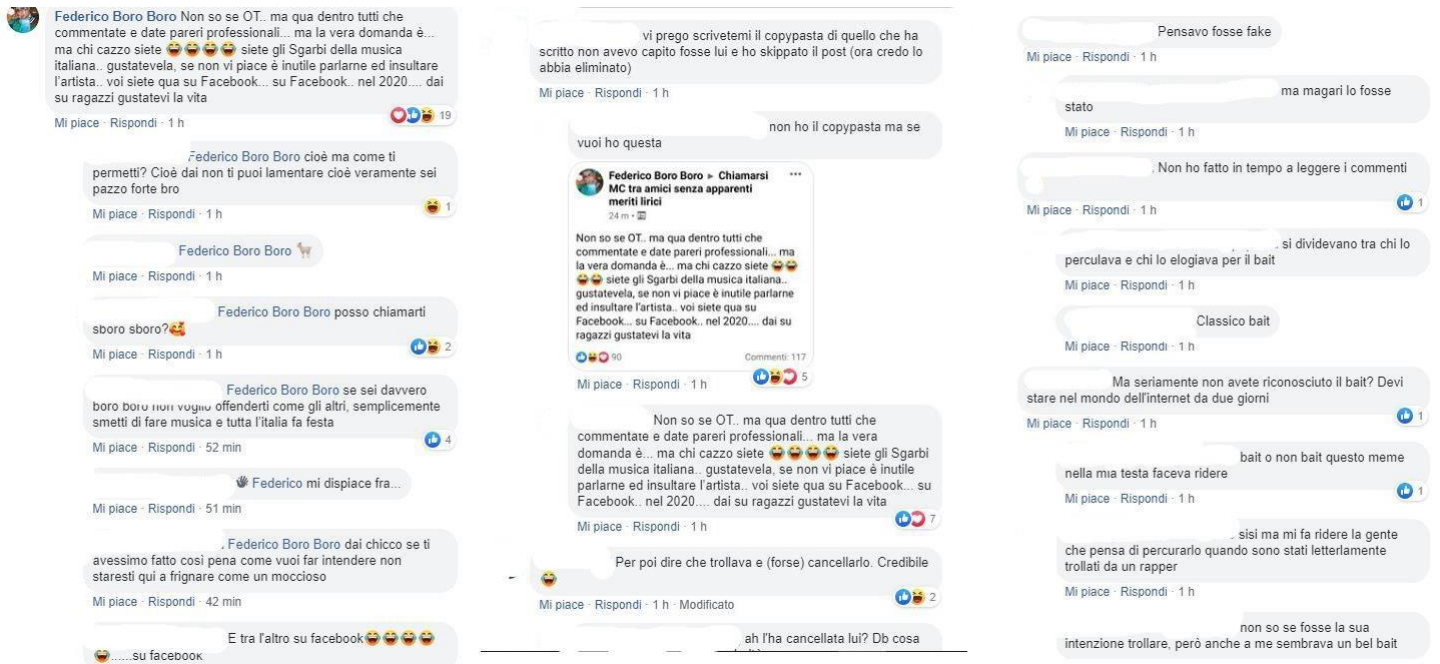 Federico Boro Boro Non so se OT.. ma qua dentro tutti che
commentate e date pareri professionali... ma la vera domanda è...
ma chi cazzo siete 😂😂😂😂 siete gli Sgarbi della musica
italiana.. gustatevela, se non vi piace è inutile parlarne ed insultare
l'artista.. voi siete qua su Facebook... su Facebook.. nel 2020.... dai
su ragazzi gustatevi la vita
19
Mi piace · Rispondi · 1 h
Federico Boro Boro cioè ma come ti
permetti? Cioè dai non ti puoi lamentare cioè veramente sei
pazzo forte bro
1
Mi piace · Rispondi · 1 h
Federico Boro Boro 🐐
Mi piace · Rispondi · 1 h
Federico Boro Boro posso chiamarti
sboro sboro?🥰
2
Mi piace · Rispondi · 1 h
Federico Boro Boro se sei davvero
boro boro non voglio offenderti come gli altri, semplicemente
smetti di fare musica e tutta l'italia fa festa
4
Mi piace · Rispondi · 52 min
👋 Federico mi dispiace fra...
Mi piace · Rispondi · 51 min
Federico Boro Boro dai chicco se ti
avessimo fatto così pena come vuoi far intendere non
staresti qui a frignare come un moccioso
Mi piace · Rispondi · 42 min
E tra l'altro su facebook😂😂😂😂
😂......su facebook
vi prego scrivetemi il copypasta di quello che ha
scritto non avevo capito fosse lui e ho skippato il post (ora credo lo
abbia eliminato)
Mi piace · Rispondi · 1 h
non ho il copypasta ma se
vuoi ho questa
Federico Boro Boro ▸ Chiamarsi
MC tra amici senza apparenti
meriti lirici
24 m ·
Non so se OT.. ma qua dentro tutti che
commentate e date pareri professionali... ma
la vera domanda è... ma chi cazzo siete 😂😂
😂😂 siete gli Sgarbi della musica italiana..
gustatevela, se non vi piace è inutile parlarne
ed insultare l'artista.. voi siete qua su
Facebook... su Facebook.. nel 2020.... dai su
ragazzi gustatevi la vita
90 Commenti: 117
5
Mi piace · Rispondi · 1 h
Non so se OT.. ma qua dentro tutti che
commentate e date pareri professionali... ma la vera
domanda è... ma chi cazzo siete 😂😂😂😂 siete gli Sgarbi
della musica italiana.. gustatevela, se non vi piace è inutile
parlarne ed insultare l'artista.. voi siete qua su Facebook... su
Facebook.. nel 2020.... dai su ragazzi gustatevi la vita
7
Mi piace · Rispondi · 1 h
Per poi dire che trollava e (forse) cancellarlo. Credibile
😂
2
Mi piace · Rispondi · 1 h · Modificato
ah l'ha cancellata lui? Db cosa
Pensavo fosse fake
Mi piace · Rispondi · 1 h
ma magari lo fosse
stato
Mi piace · Rispondi · 1 h
Non ho fatto in tempo a leggere i commenti
1
Mi piace · Rispondi · 1 h
si dividevano tra chi lo
perculava e chi lo elogiava per il bait
Mi piace · Rispondi · 1 h
Classico bait
Mi piace · Rispondi · 1 h
Ma seriamente non avete riconosciuto il bait? Devi
stare nel mondo dell'internet da due giorni
1
Mi piace · Rispondi · 1 h
bait o non bait questo meme
nella mia testa faceva ridere
1
Mi piace · Rispondi · 1 h
sisi ma mi fa ridere la gente
che pensa di percurarlo quando sono stati letterlamente
trollati da un rapper
Mi piace · Rispondi · 1 h
non so se fosse la sua
intenzione trollare, però anche a me sembrava un bel bait